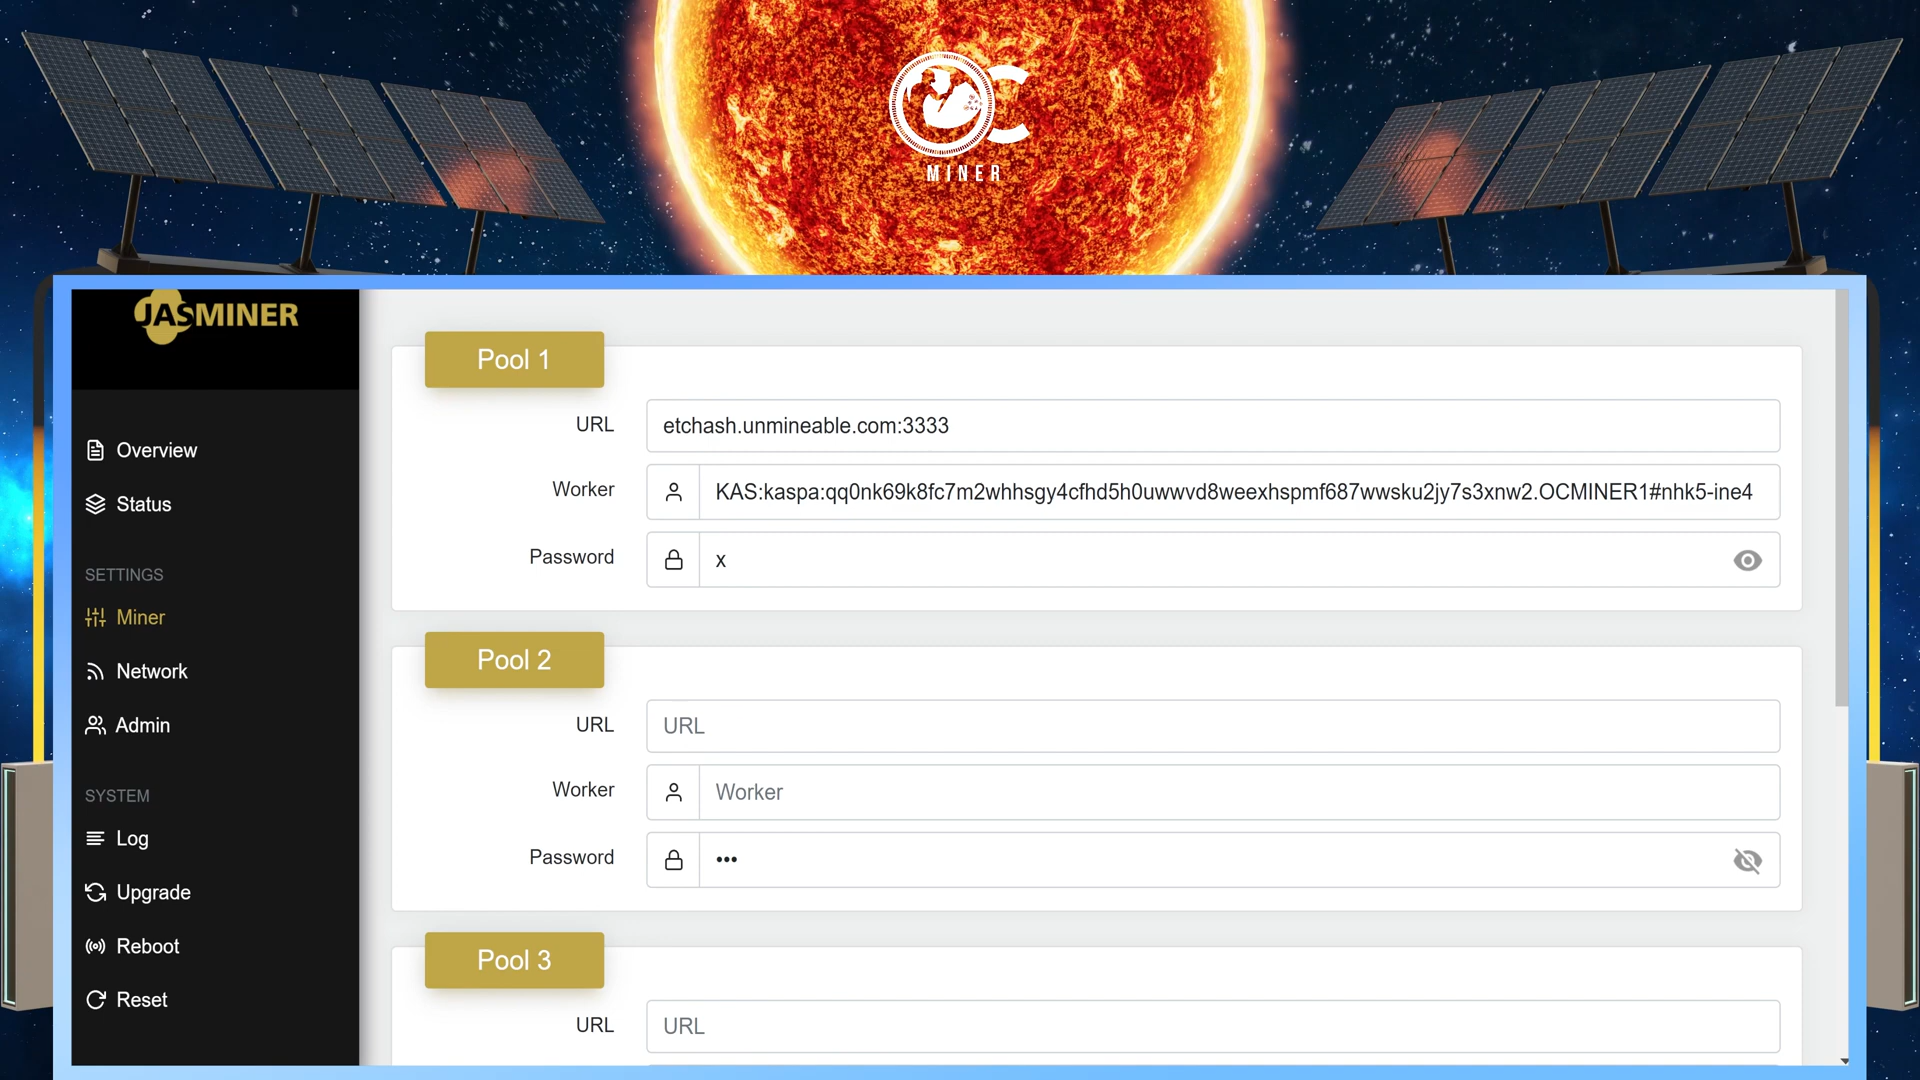 C
MINER
JASMINER
Overview
Status
SETTINGS
Miner
Network
Admin
SYSTEM
Log
Upgrade
Reboot
Reset
Pool 1
URL
etchash.unmineable.com:3333
Worker
KAS:kaspa:qq0nk69k8fc7m2whhsgy4cfhd5h0uwwvd8weexhspmf687wwsku2jy7s3xnw2.OCMINER1#nhk5-ine4
Password
x
Pool 2
URL
URL
Worker
Worker
Password
•••
Pool 3
URL
URL